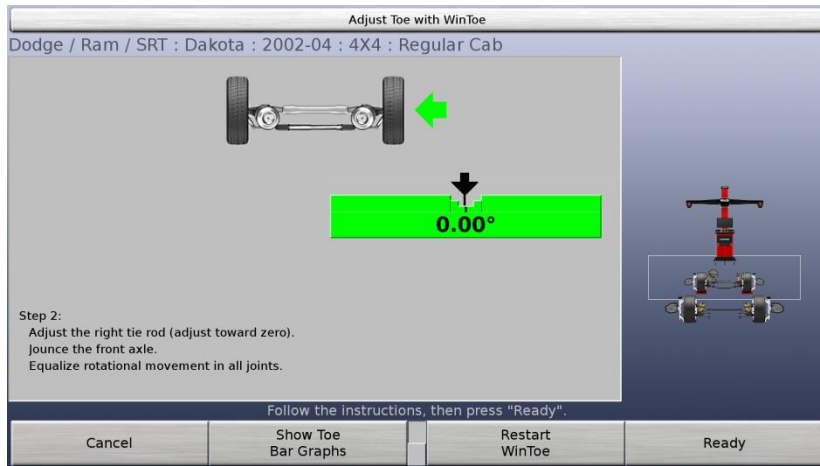 Adjust Toe with WinToe
Dodge / Ram / SRT : Dakota : 2002-04 : 4X4 : Regular Cab
0.00°
Step 2:
Adjust the right tie rod (adjust toward zero).
Jounce the front axle.
Equalize rotational movement in all joints.
Follow the instructions, then press "Ready".
Cancel
Show Toe
Bar Graphs
Restart
WinToe
Ready